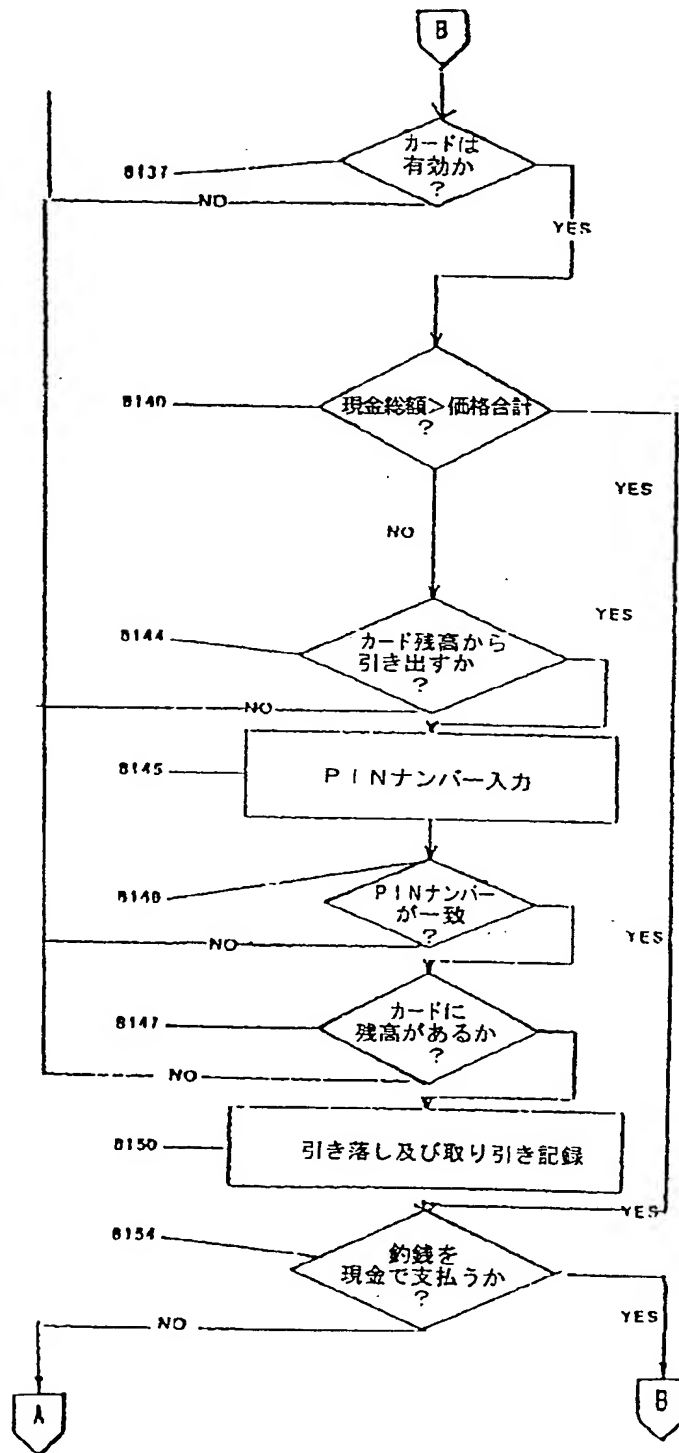 B
カードは
有効か
?
8137
NO
YES
8140
現金総額>価格合計
?
YES
NO
YES
8144
カード残高から
引き出すか
?
NO
8145
PINナンバー入力
8148
PINナンバー
が一致
?
NO
YES
カードに
8147
残高があるか
?
NO
8150
引き落し及び取り引き記録
YES
8154
釣銭を
現金で支払うか
?
NO
YES
A
B